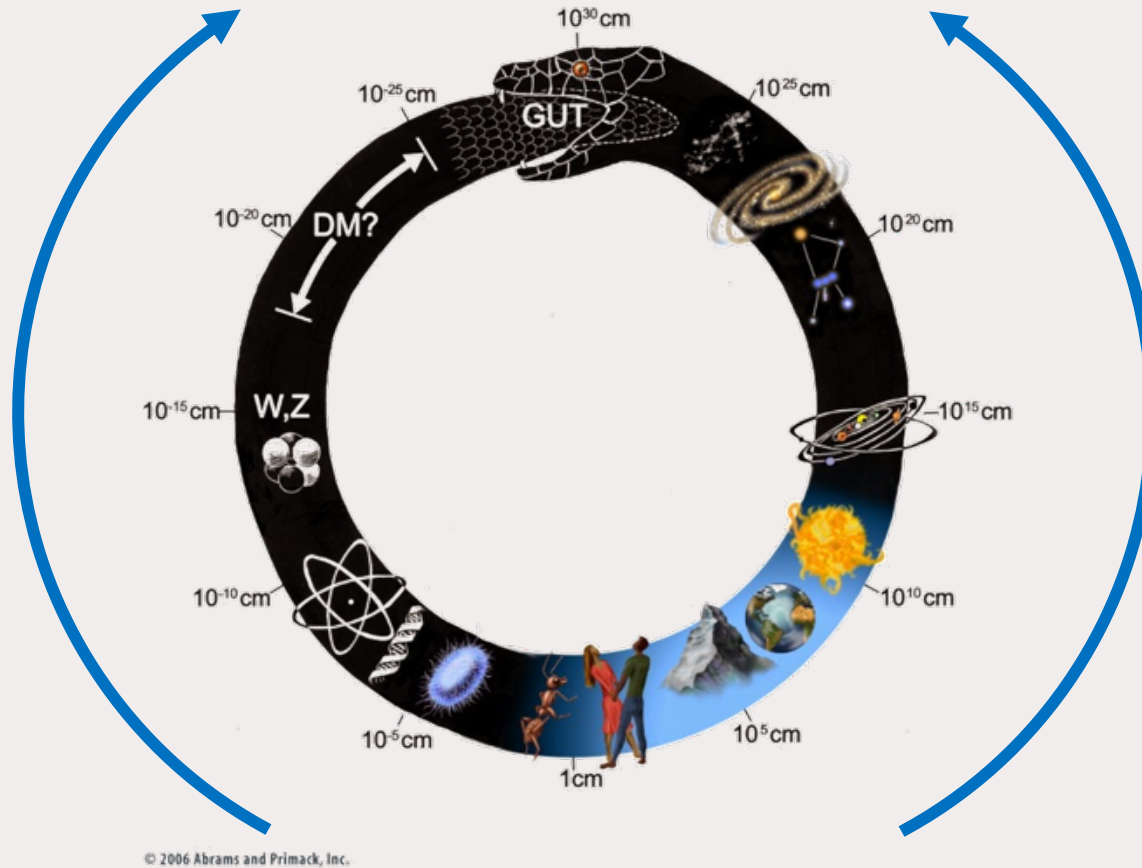 10³⁰cm
10²⁵cm
10²⁰cm
10¹⁵cm
10¹⁰cm
10⁵cm
1cm
10⁻⁵cm
10⁻¹⁰cm
10⁻¹⁵cm
10⁻²⁰cm
10⁻²⁵cm
GUT
DM?
W,Z
© 2006 Abrams and Primack, Inc.